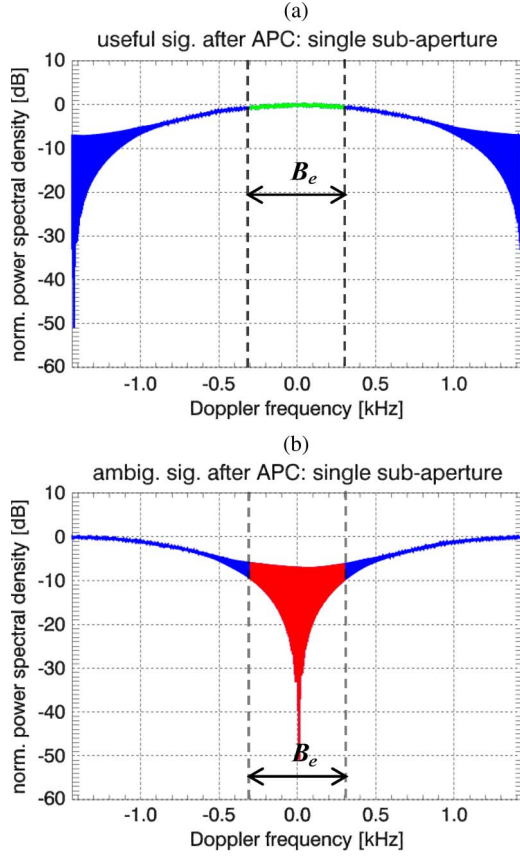 (a)
useful sig. after APC: single sub-aperture
norm. power spectral density [dB]
10
0
-10
-20
-30
-40
-50
-60
Be
-1.0 -0.5 0.0 0.5 1.0
Doppler frequency [kHz]
(b)
ambig. sig. after APC: single sub-aperture
norm. power spectral density [dB]
10
0
-10
-20
-30
-40
-50
-60
Be
-1.0 -0.5 0.0 0.5 1.0
Doppler frequency [kHz]